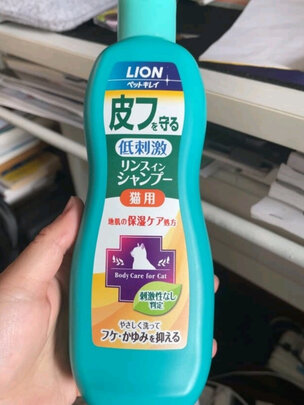 LION
ペットキレイ
皮フを守る
低刺激
リンスイン
シャンプー
猫用
地肌の保湿ケア処方
Body Care for Cat
刺激性なし
判定
やさしく洗って
フケ・かゆみを抑える